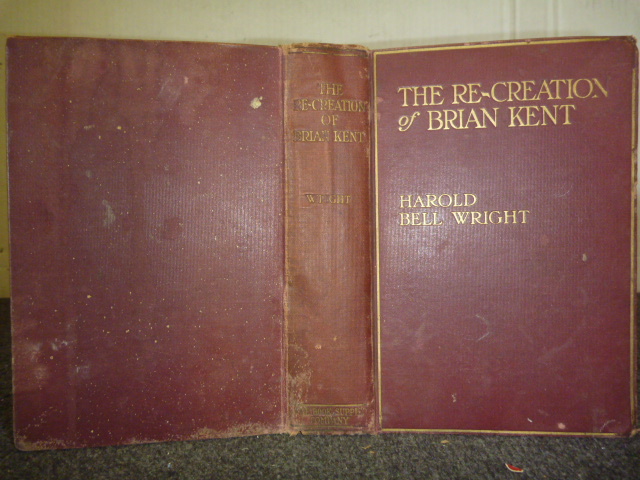 THE
RE-CREATION
OF
BRIAN KENT
WRIGHT
THE RE-CREATION
of BRIAN KENT
HAROLD
BELL WRIGHT